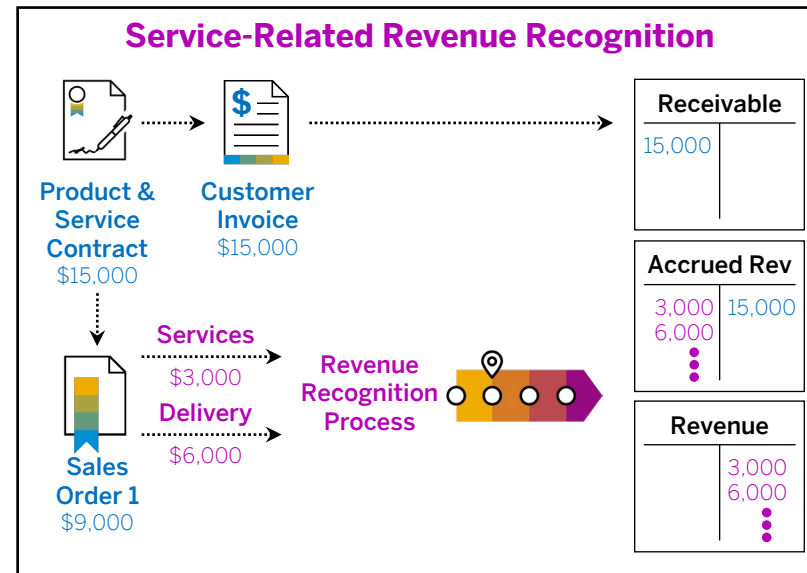 Service-Related Revenue Recognition
$
Product &
Service
Contract
$15,000
Customer
Invoice
$15,000
Receivable
15,000
Accrued Rev
3,000 15,000
6,000
Services
$3,000
Delivery
$6,000
Revenue
Recognition
Process
Sales
Order 1
$9,000
Revenue
3,000
6,000